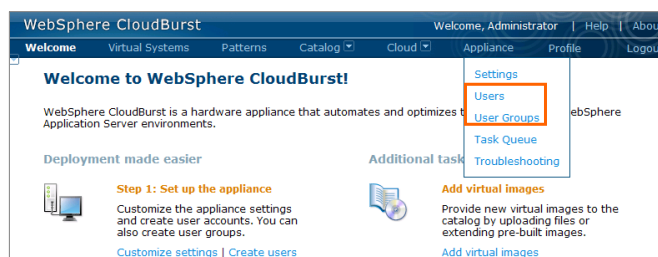 WebSphere CloudBurst
Welcome, Administrator | Help |
Welcome Virtual Systems Patterns Catalog Cloud Appliance Profile
Settings
Users
User Groups
Task Queue
Troubleshooting
Welcome to WebSphere CloudBurst!
WebSphere CloudBurst is a hardware appliance that automates and optimizes
Application Server environments.
Deployment made easier
Step 1: Set up the appliance
Customize the appliance settings
and create user accounts. You can
also create user groups.
Customize settings | Create users
Additional
Add virtual images
Provide new virtual images to the
catalog by uploading files or
extending pre-built images.
Add virtual images